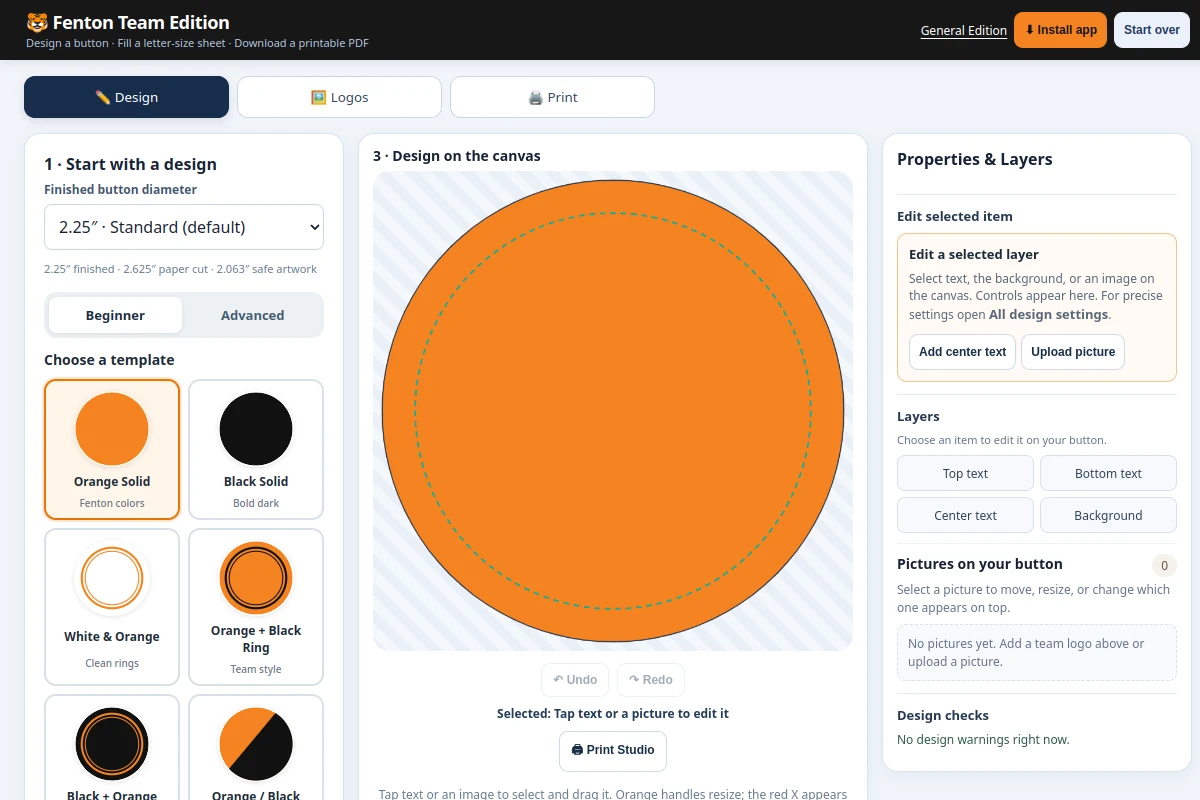 🐯 Fenton Team Edition
Design a button · Fill a letter-size sheet · Download a printable PDF
General Edition
⬇ Install app
Start over
✏️ Design
🖼️ Logos
🖨️ Print
1 · Start with a design
Finished button diameter
2.25″ · Standard (default)
2.25″ finished · 2.625″ paper cut · 2.063″ safe artwork
Beginner
Advanced
Choose a template
Orange Solid
Fenton colors
Black Solid
Bold dark
White & Orange
Clean rings
Orange + Black
Ring
Team style
Black + Orange
Orange / Black
3 · Design on the canvas
↶ Undo
↷ Redo
Selected: Tap text or a picture to edit it
🖨 Print Studio
Tap text or an image to select and drag it. Orange handles resize; the red X appears
Properties & Layers
Edit selected item
Edit a selected layer
Select text, the background, or an image on
the canvas. Controls appear here. For precise
settings open All design settings.
Add center text
Upload picture
Layers
Choose an item to edit it on your button.
Top text
Bottom text
Center text
Background
Pictures on your button
0
Select a picture to move, resize, or change which
one appears on top.
No pictures yet. Add a team logo above or
upload a picture.
Design checks
No design warnings right now.